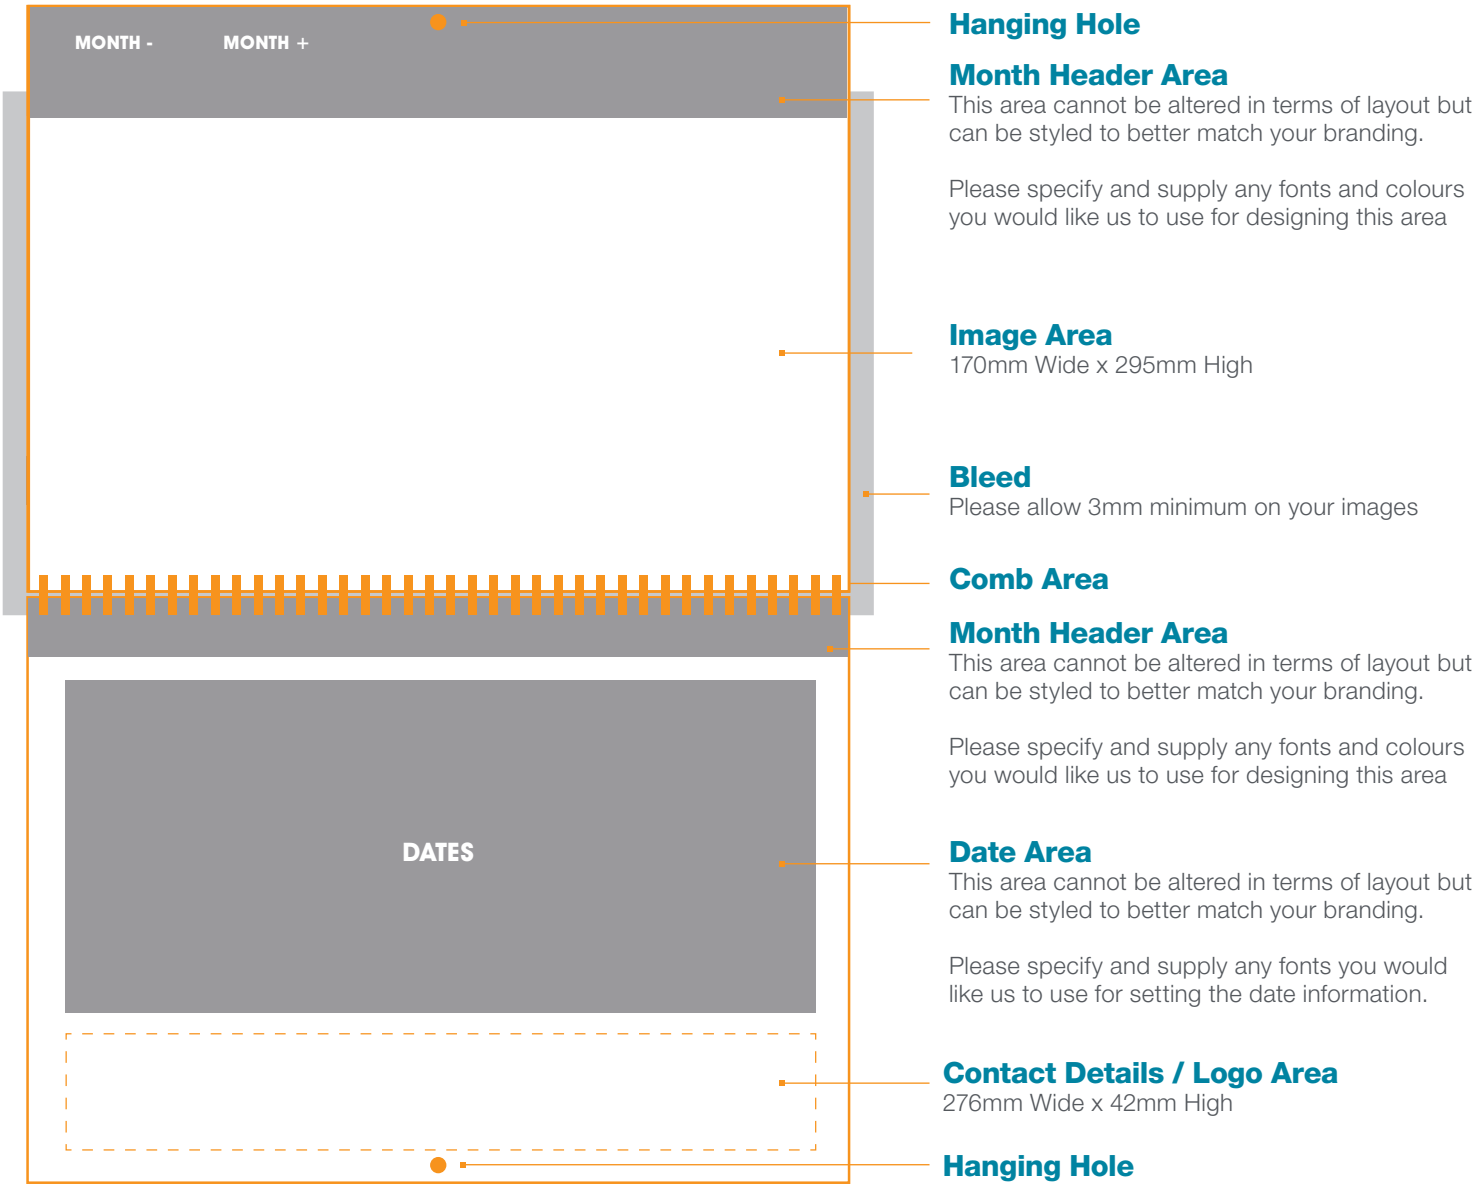 MONTH -
MONTH +
Hanging Hole
Month Header Area
This area cannot be altered in terms of layout but
can be styled to better match your branding.
Please specify and supply any fonts and colours
you would like us to use for designing this area
Image Area
170mm Wide x 295mm High
Bleed
Please allow 3mm minimum on your images
Comb Area
Month Header Area
This area cannot be altered in terms of layout but
can be styled to better match your branding.
Please specify and supply any fonts and colours
you would like us to use for designing this area
DATES
Date Area
This area cannot be altered in terms of layout but
can be styled to better match your branding.
Please specify and supply any fonts you would
like us to use for setting the date information.
Contact Details / Logo Area
276mm Wide x 42mm High
Hanging Hole